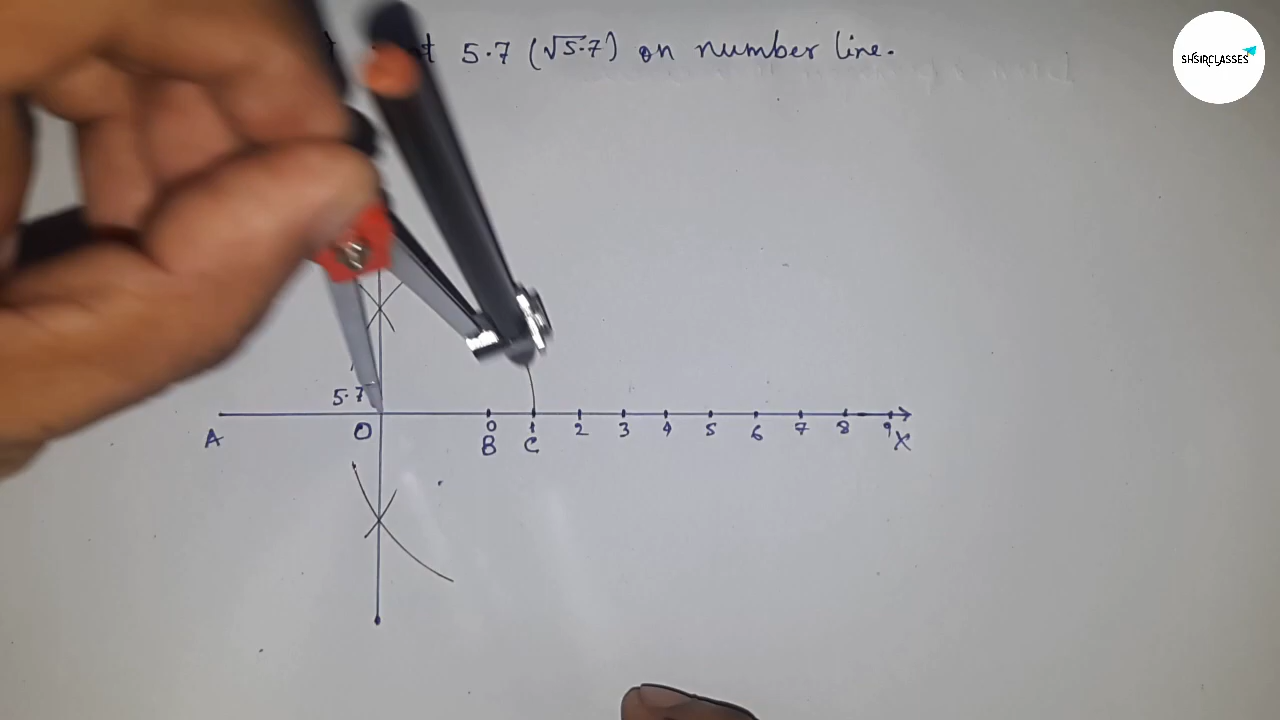 5.7 (√5.7) on number line.
SHSIRCLASSES
5.7
A O 0 1 2 3 4 5 6 7 8 9 X
B C